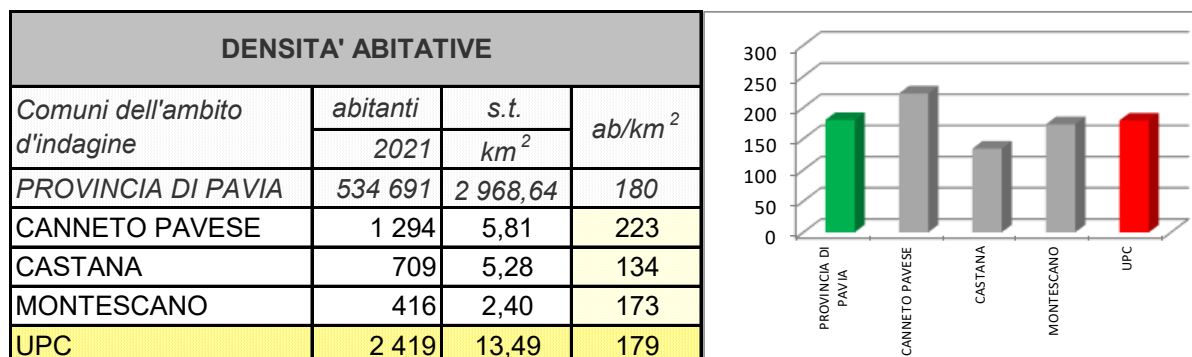 DENSITA' ABITATIVE
Comuni dell'ambito d'indagine abitanti s.t. ab/km²
2021 km²
PROVINCIA DI PAVIA 534 691 2 968,64 180
CANNETO PAVESE 1 294 5,81 223
CASTANA 709 5,28 134
MONTESCANO 416 2,40 173
UPC 2 419 13,49 179
300
250
200
150
100
50
0
PROVINCIA DI
PAVIA
CANNETO PAVESE
CASTANA
MONTESCANO
UPC